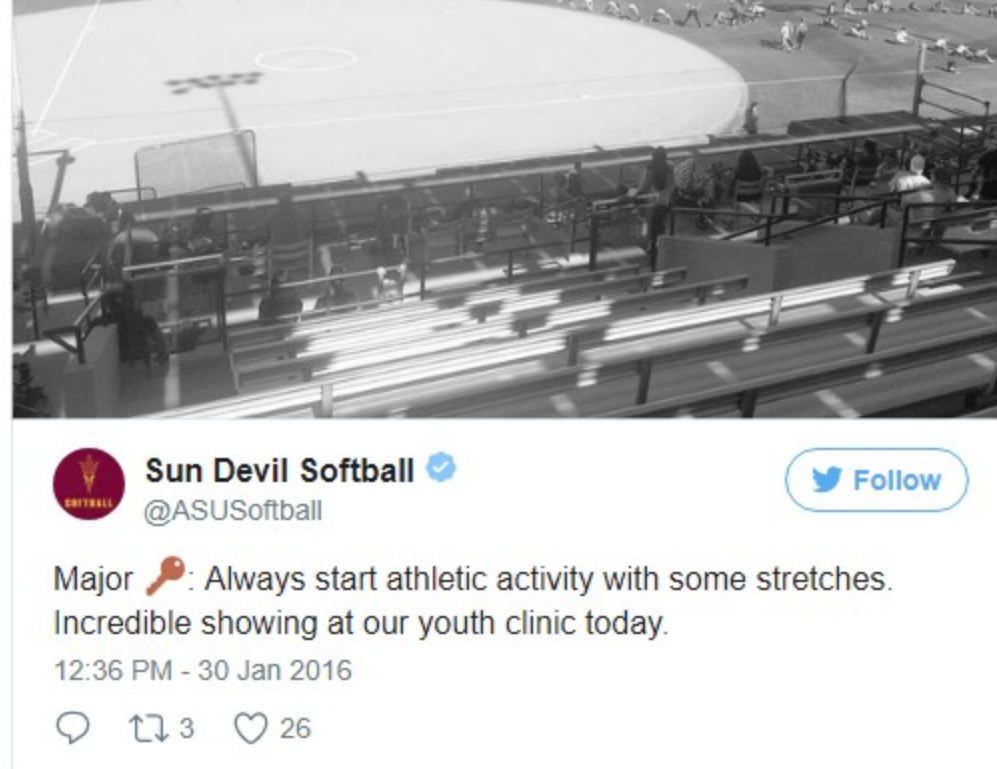 SOFTBALL
Sun Devil Softball
@ASUSoftball
Follow
Major 🔑: Always start athletic activity with some stretches.
Incredible showing at our youth clinic today.
12:36 PM - 30 Jan 2016
3
26